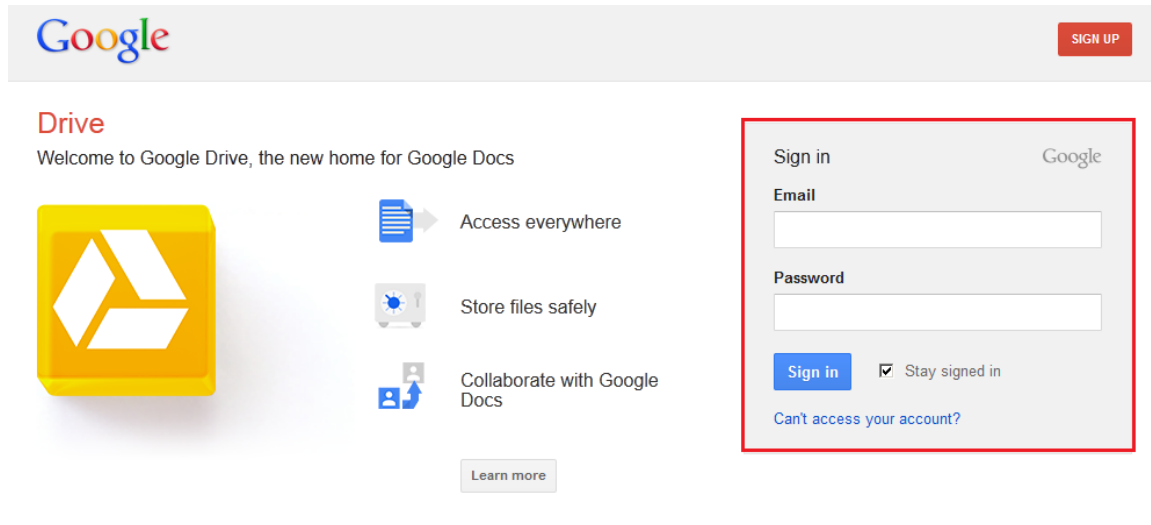 Google
SIGN UP
Drive
Welcome to Google Drive, the new home for Google Docs
Access everywhere
Store files safely
Collaborate with Google
Docs
Learn more
Sign in
Google
Email
Password
Sign in
Stay signed in
Can't access your account?